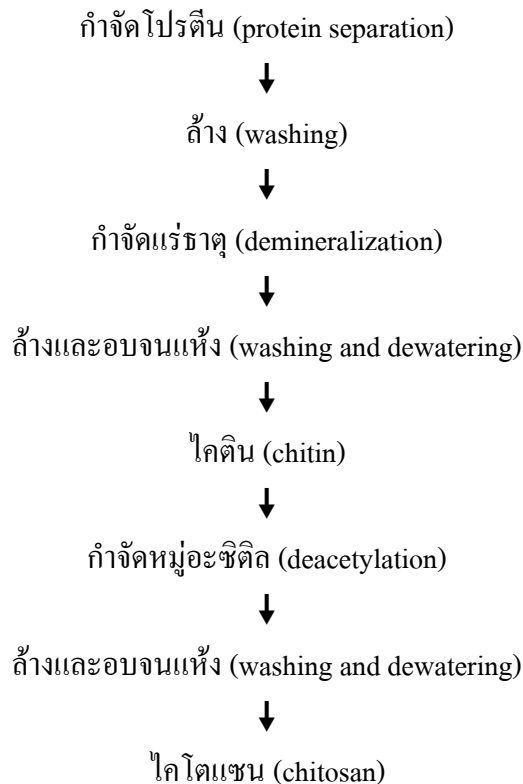 กำจัดโปรตีน (protein separation)
ล้าง (washing)
กำจัดแร่ธาตุ (demineralization)
ล้างและอบจนแห้ง (washing and dewatering)
ไคติน (chitin)
กำจัดหมู่อะซิติล (deacetylation)
ล้างและอบจนแห้ง (washing and dewatering)
ไคโตแซน (chitosan)